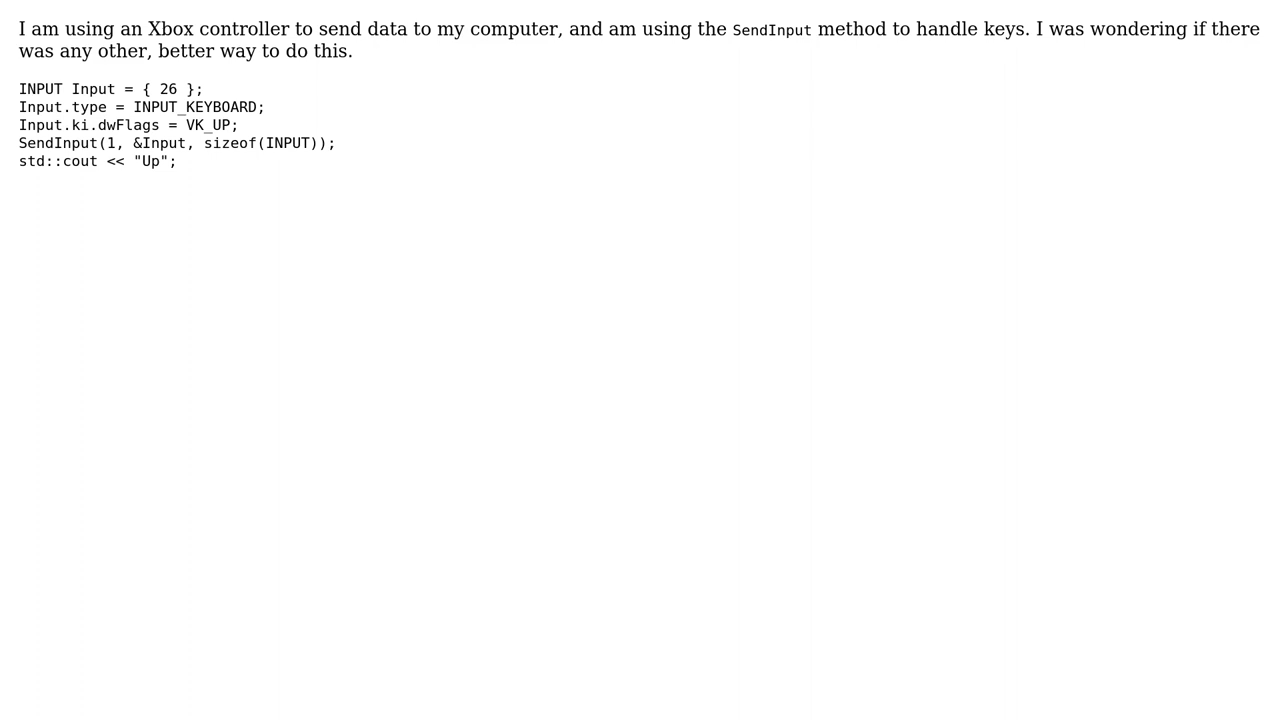 I am using an Xbox controller to send data to my computer, and am using the SendInput method to handle keys. I was wondering if there
was any other, better way to do this.
INPUT Input = { 26 };
Input.type = INPUT_KEYBOARD;
Input.ki.dwFlags = VK_UP;
SendInput(1, &Input, sizeof(INPUT));
std::cout << "Up";